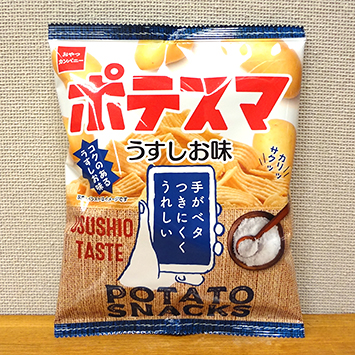 おやつ
カンパニー
ポテスマ
うすしお味
コクのある
うすしお味
カリッ
サクッ
手がベタ
つきにくく
うれしい
USUSHIO
TASTE
POTATO
SNACKS